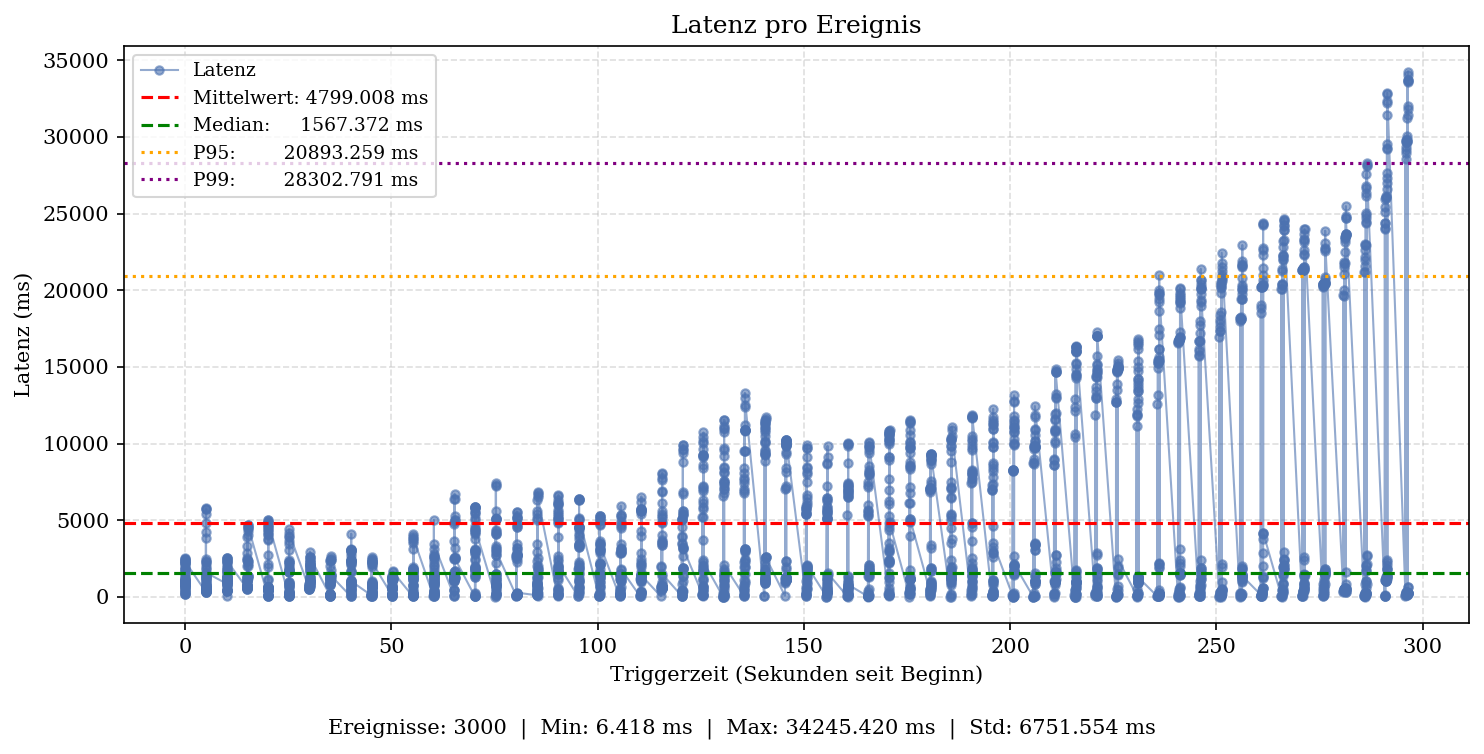 Latenz pro Ereignis
35000
30000
25000
20000
15000
10000
5000
0
Latenz (ms)
Latenz
Mittelwert: 4799.008 ms
Median: 1567.372 ms
P95: 20893.259 ms
P99: 28302.791 ms
0 50 100 150 200 250 300
Triggerzeit (Sekunden seit Beginn)
Ereignisse: 3000 | Min: 6.418 ms | Max: 34245.420 ms | Std: 6751.554 ms